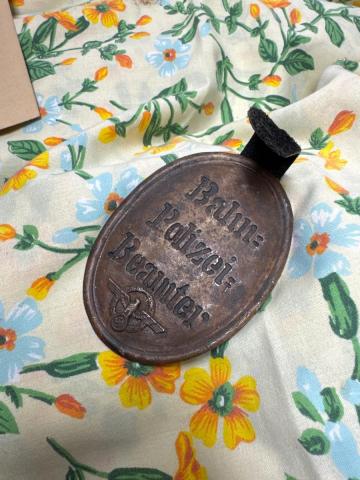 Bahn=
Polizei=
Beamter